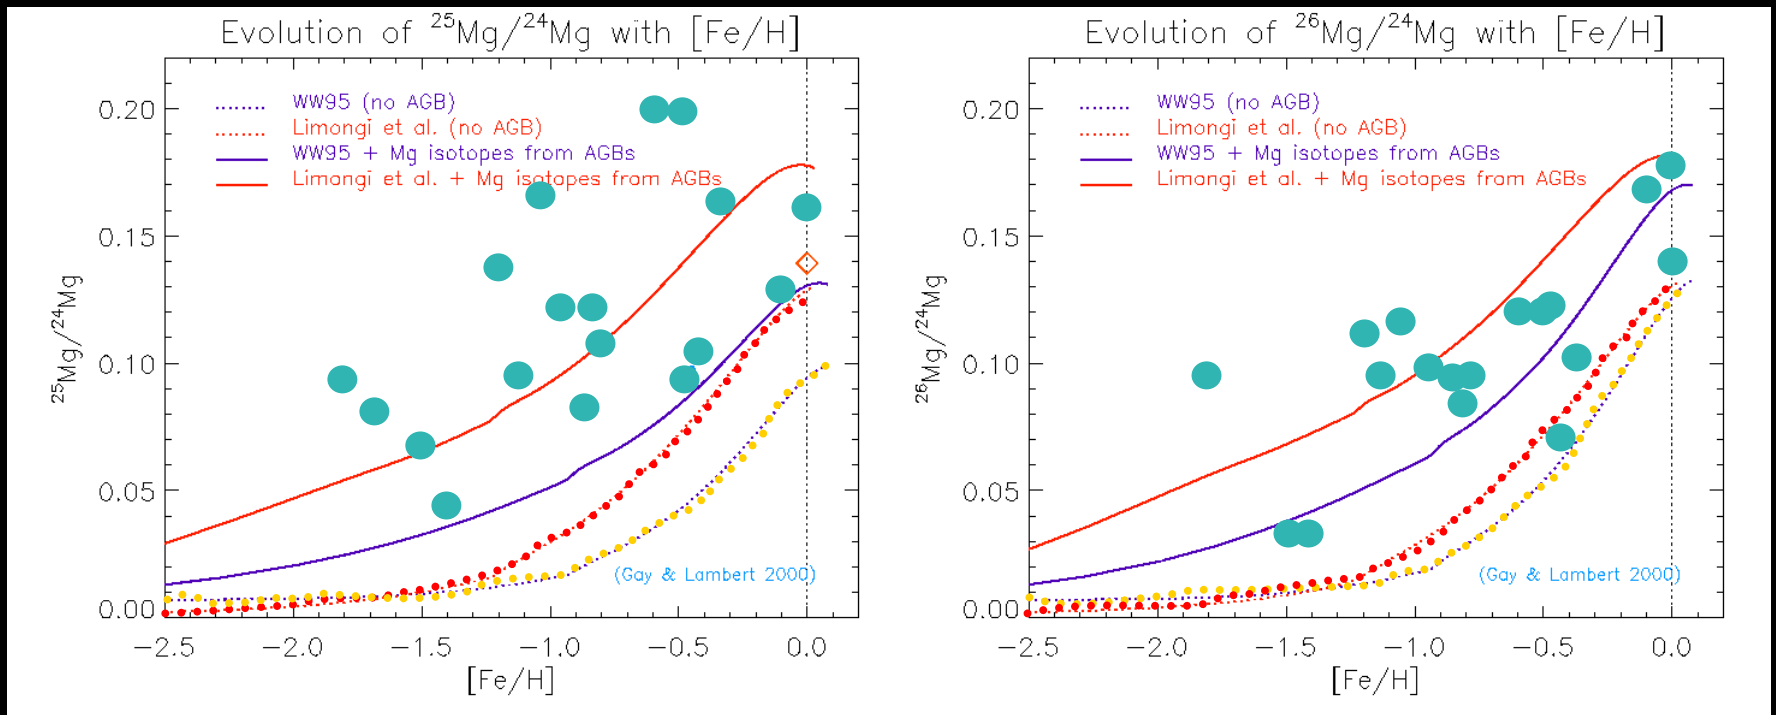 Evolution of ²⁵Mg/²⁴Mg with [Fe/H]
WW95 (no AGB)
Limongi et al. (no AGB)
WW95 + Mg isotopes from AGBs
Limongi et al. + Mg isotopes from AGBs
0.20
0.15
0.10
0.05
0.00
²⁵Mg/²⁴Mg
(Gay & Lambert 2000)
−2.5 −2.0 −1.5 −1.0 −0.5 0.0
[Fe/H]
Evolution of ²⁶Mg/²⁴Mg with [Fe/H]
WW95 (no AGB)
Limongi et al. (no AGB)
WW95 + Mg isotopes from AGBs
Limongi et al. + Mg isotopes from AGBs
0.20
0.15
0.10
0.05
0.00
²⁶Mg/²⁴Mg
(Gay & Lambert 2000)
−2.5 −2.0 −1.5 −1.0 −0.5 0.0
[Fe/H]